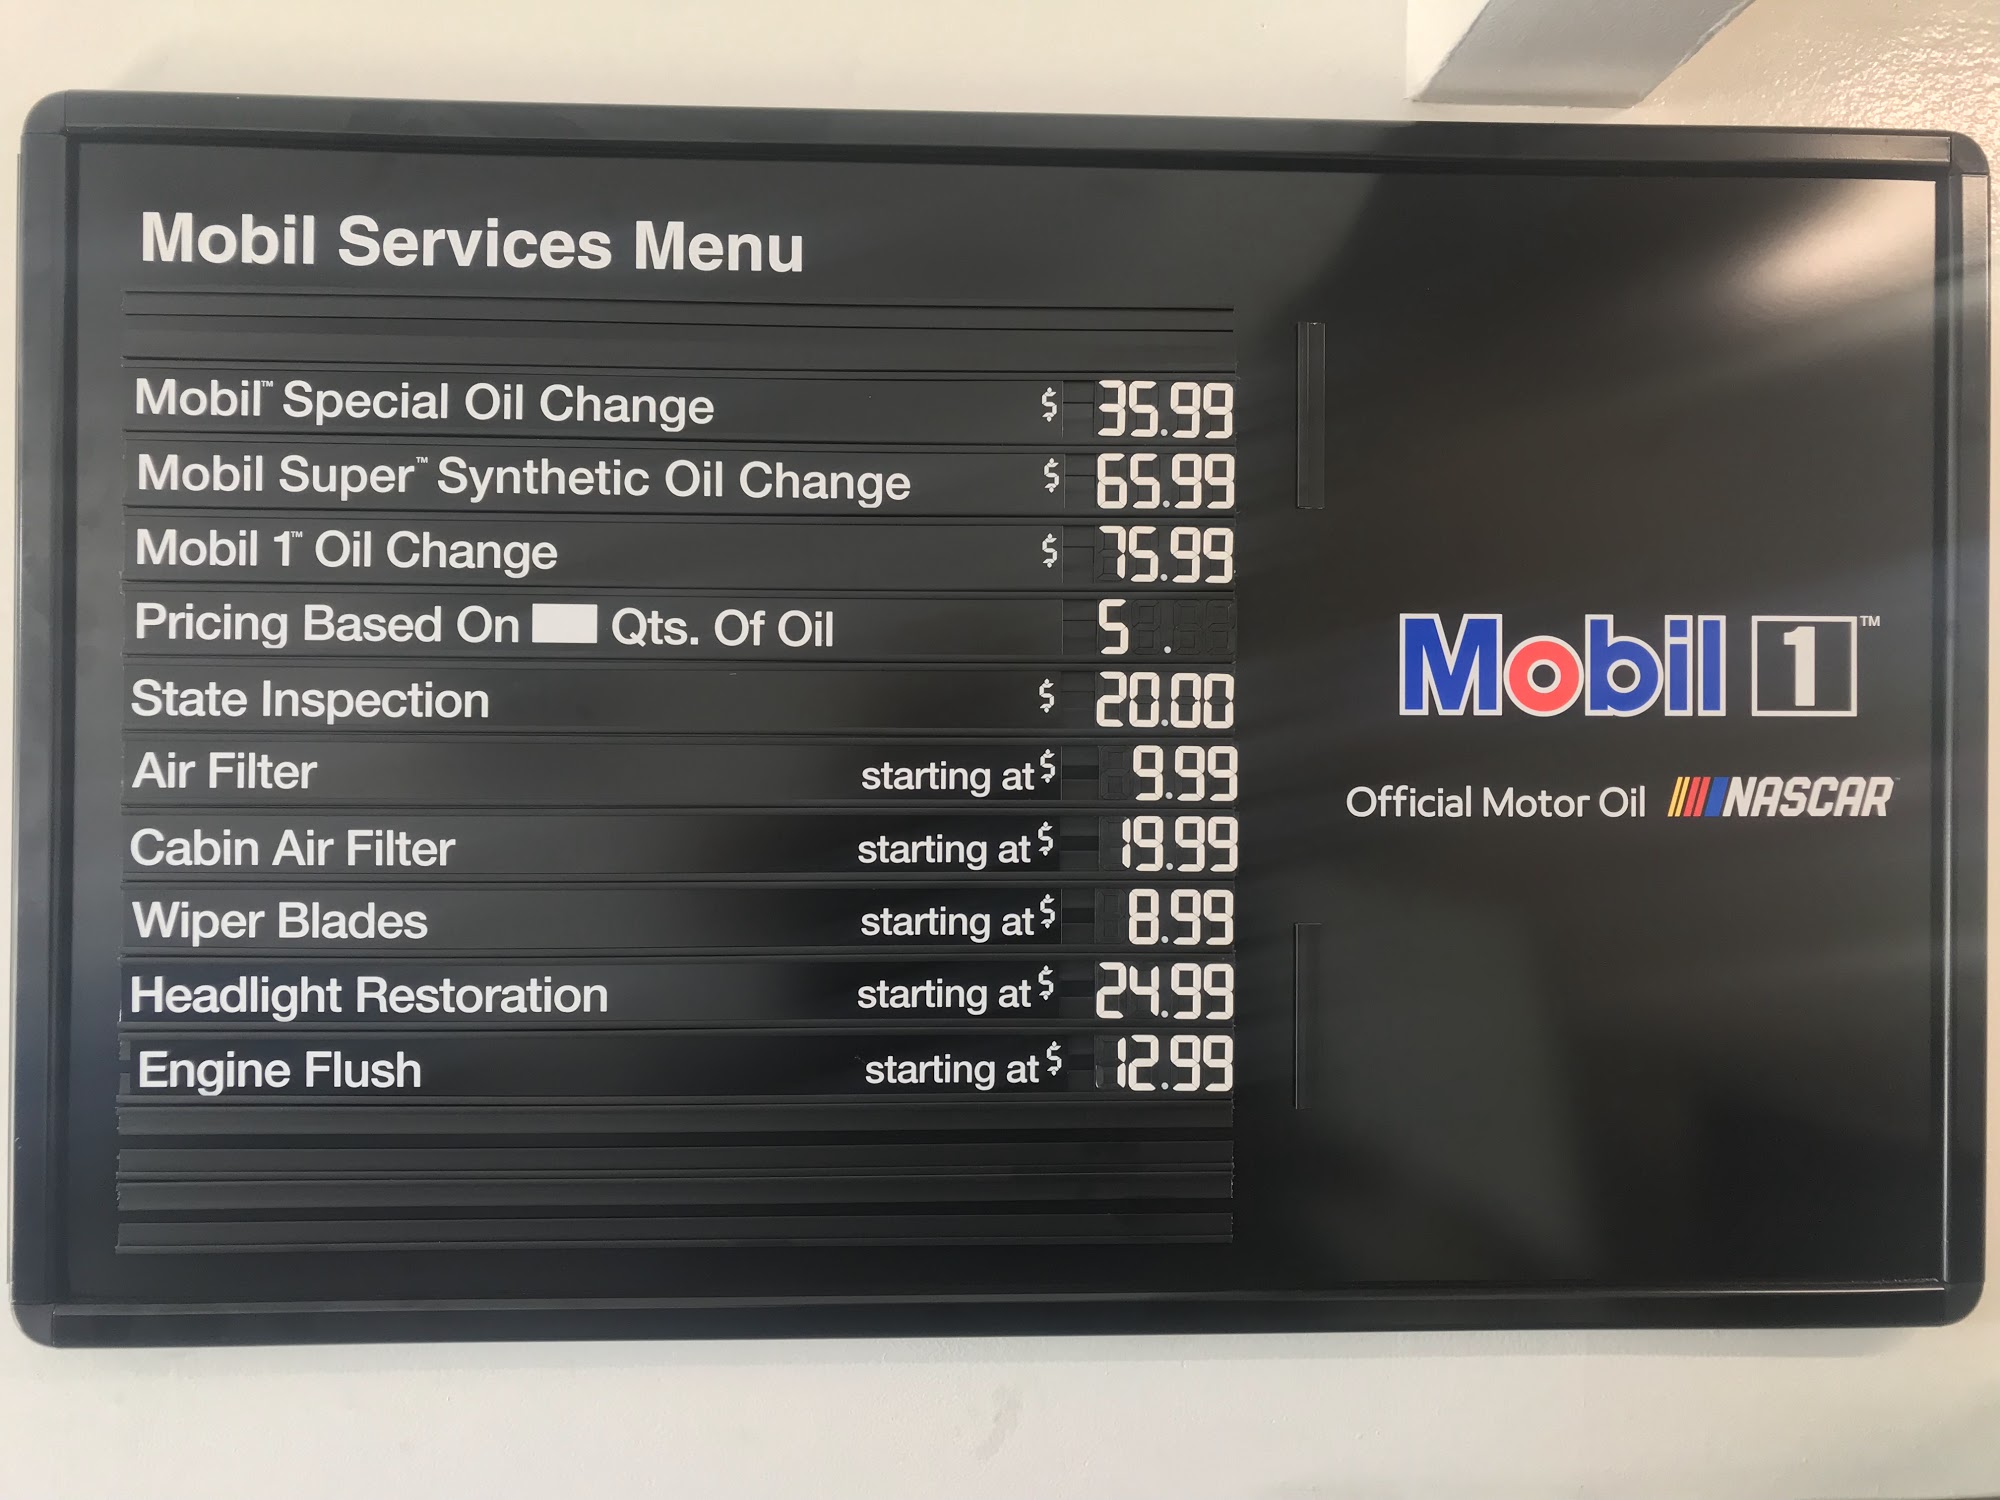 Mobil Services Menu
Mobil™ Special Oil Change $ 35.99
Mobil Super™ Synthetic Oil Change $ 65.99
Mobil 1™ Oil Change $ 75.99
Pricing Based On Qts. Of Oil 5 .
State Inspection $ 20.00
Air Filter starting at $ 9.99
Cabin Air Filter starting at $ 19.99
Wiper Blades starting at $ 8.99
Headlight Restoration starting at $ 24.99
Engine Flush starting at $ 12.99
Mobil 1™
Official Motor Oil NASCAR